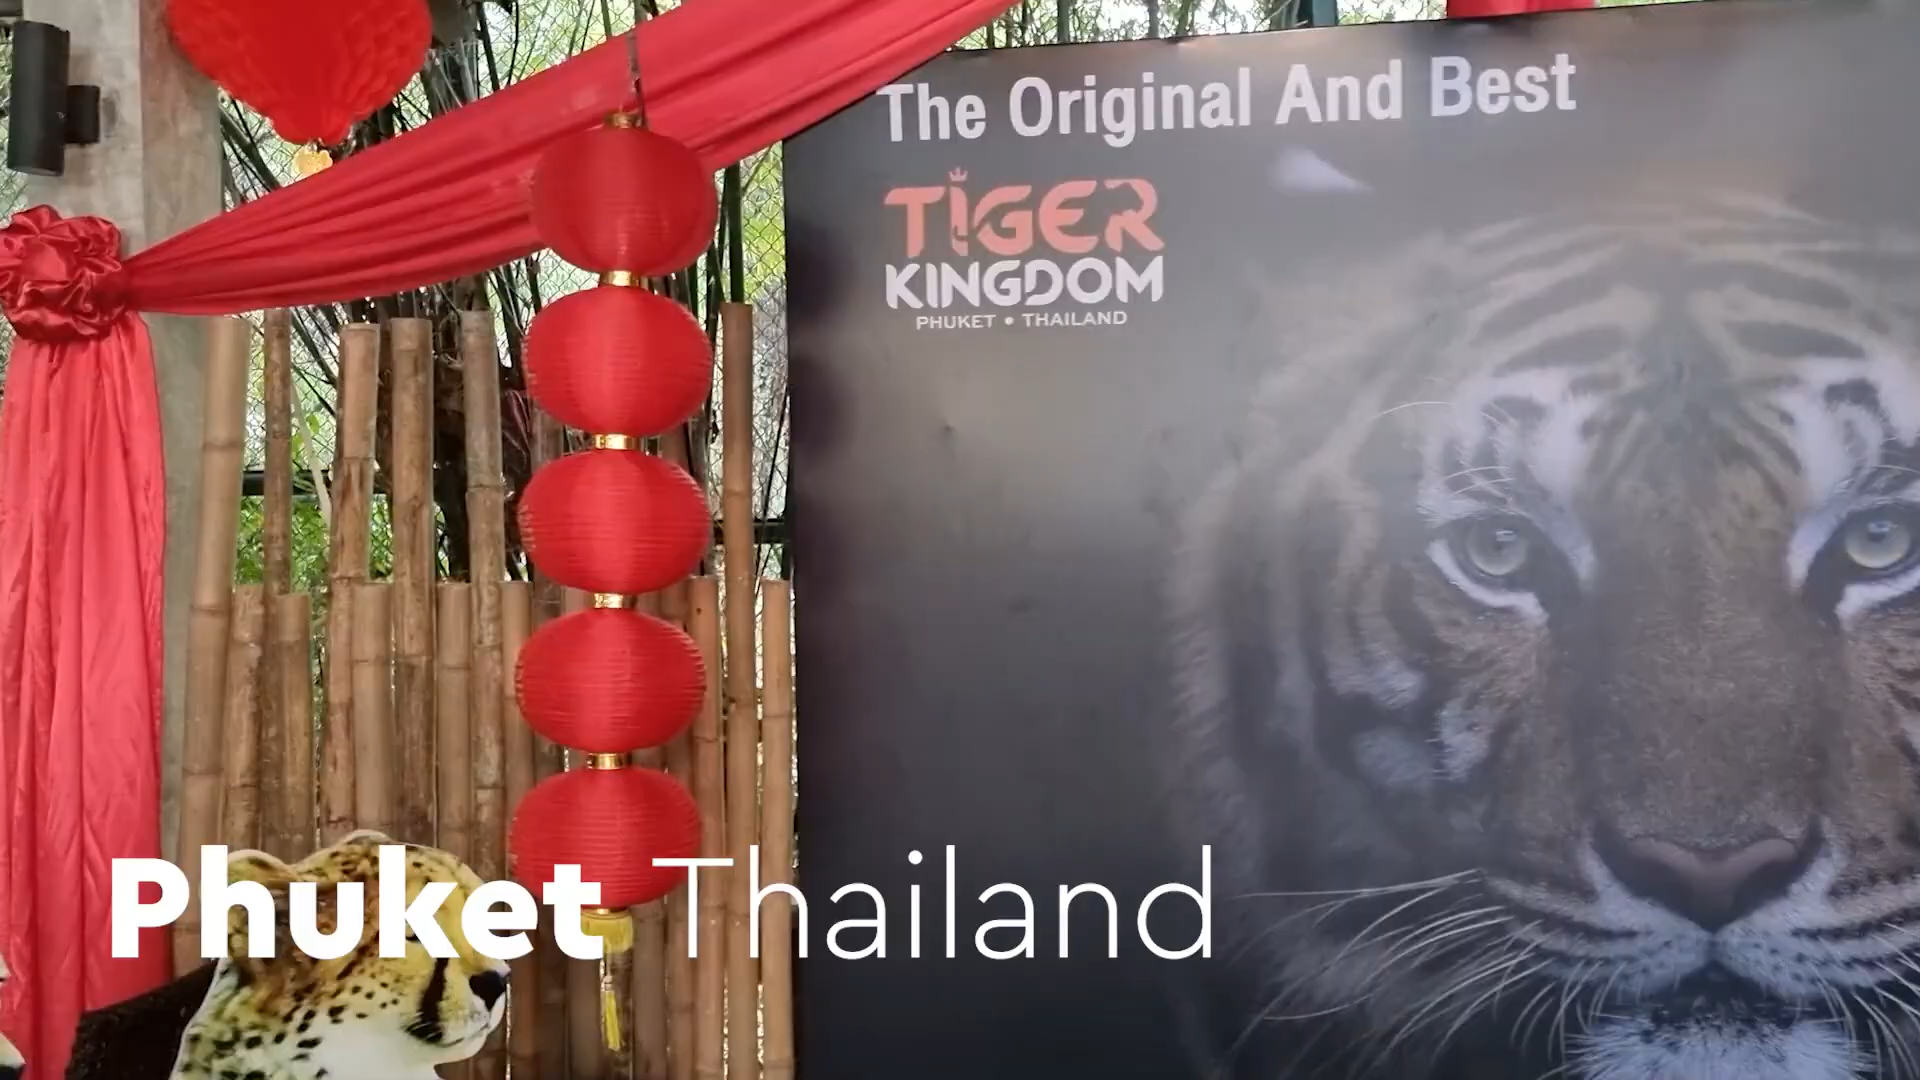 The Original And Best
TIGER
KINGDOM
PHUKET • THAILAND
Phuket Thailand